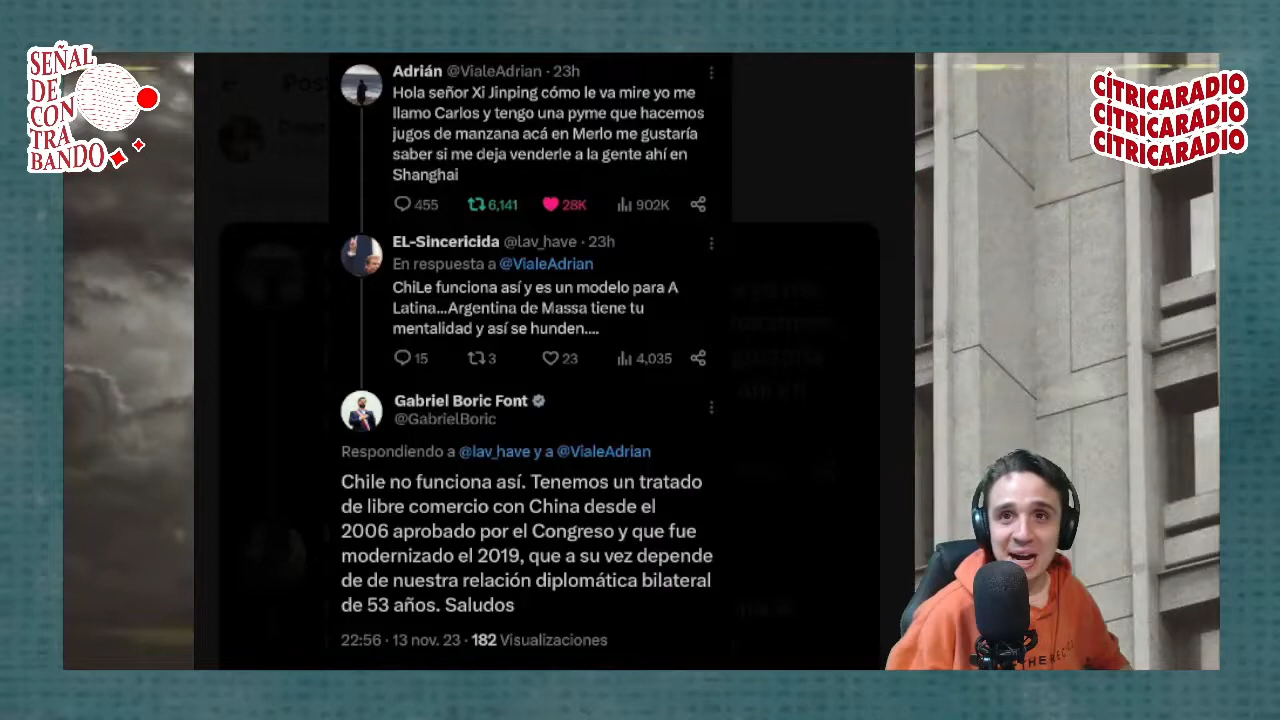 SEÑAL
DE
CON
TRA
BANDO
CÍTRICARADIO
CÍTRICARADIO
CÍTRICARADIO
Adrián @VialeAdrian · 23h
Hola señor Xi Jinping cómo le va mire yo me
llamo Carlos y tengo una pyme que hacemos
jugos de manzana acá en Merlo me gustaría
saber si me deja venderle a la gente ahí en
Shanghai
455 6,141 28K 902K
EL-Sincericida @lav_have · 23h
En respuesta a @VialeAdrian
ChiLe funciona así y es un modelo para A
Latina...Argentina de Massa tiene tu
mentalidad y así se hunden....
15 3 23 4,035
Gabriel Boric Font
@GabrielBoric
Respondiendo a @lav_have y a @VialeAdrian
Chile no funciona así. Tenemos un tratado
de libre comercio con China desde el
2006 aprobado por el Congreso y que fue
modernizado el 2019, que a su vez depende
de de nuestra relación diplomática bilateral
de 53 años. Saludos
22:56 · 13 nov. 23 · 182 Visualizaciones